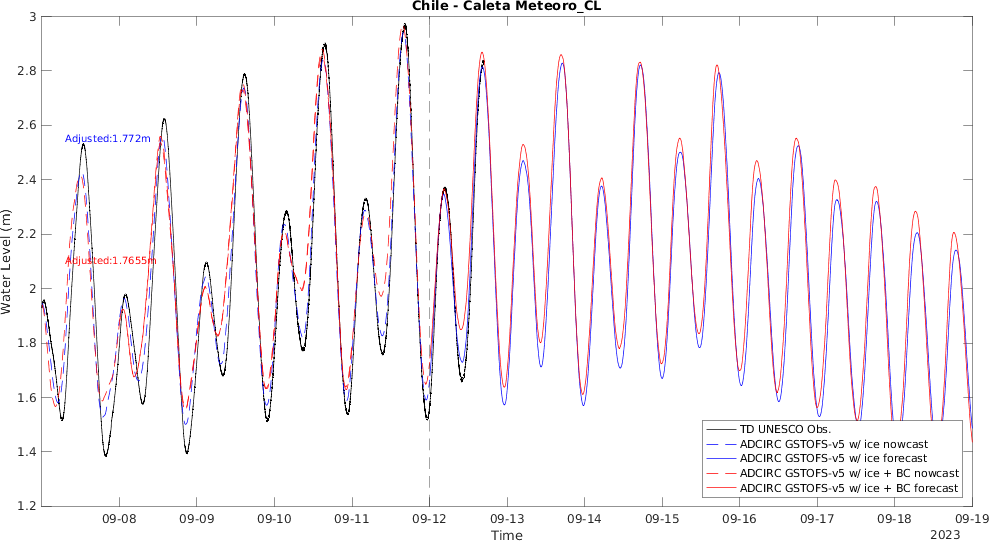 Chile - Caleta Meteoro_CL
Water Level (m)
3
2.8
2.6
2.4
2.2
2
1.8
1.6
1.4
1.2
Adjusted:1.772m
Adjusted:1.7655m
TD UNESCO Obs.
ADCIRC GSTOFS-v5 w/ ice nowcast
ADCIRC GSTOFS-v5 w/ ice forecast
ADCIRC GSTOFS-v5 w/ ice + BC nowcast
ADCIRC GSTOFS-v5 w/ ice + BC forecast
09-08 09-09 09-10 09-11 09-12 09-13 09-14 09-15 09-16 09-17 09-18 09-19
Time
2023